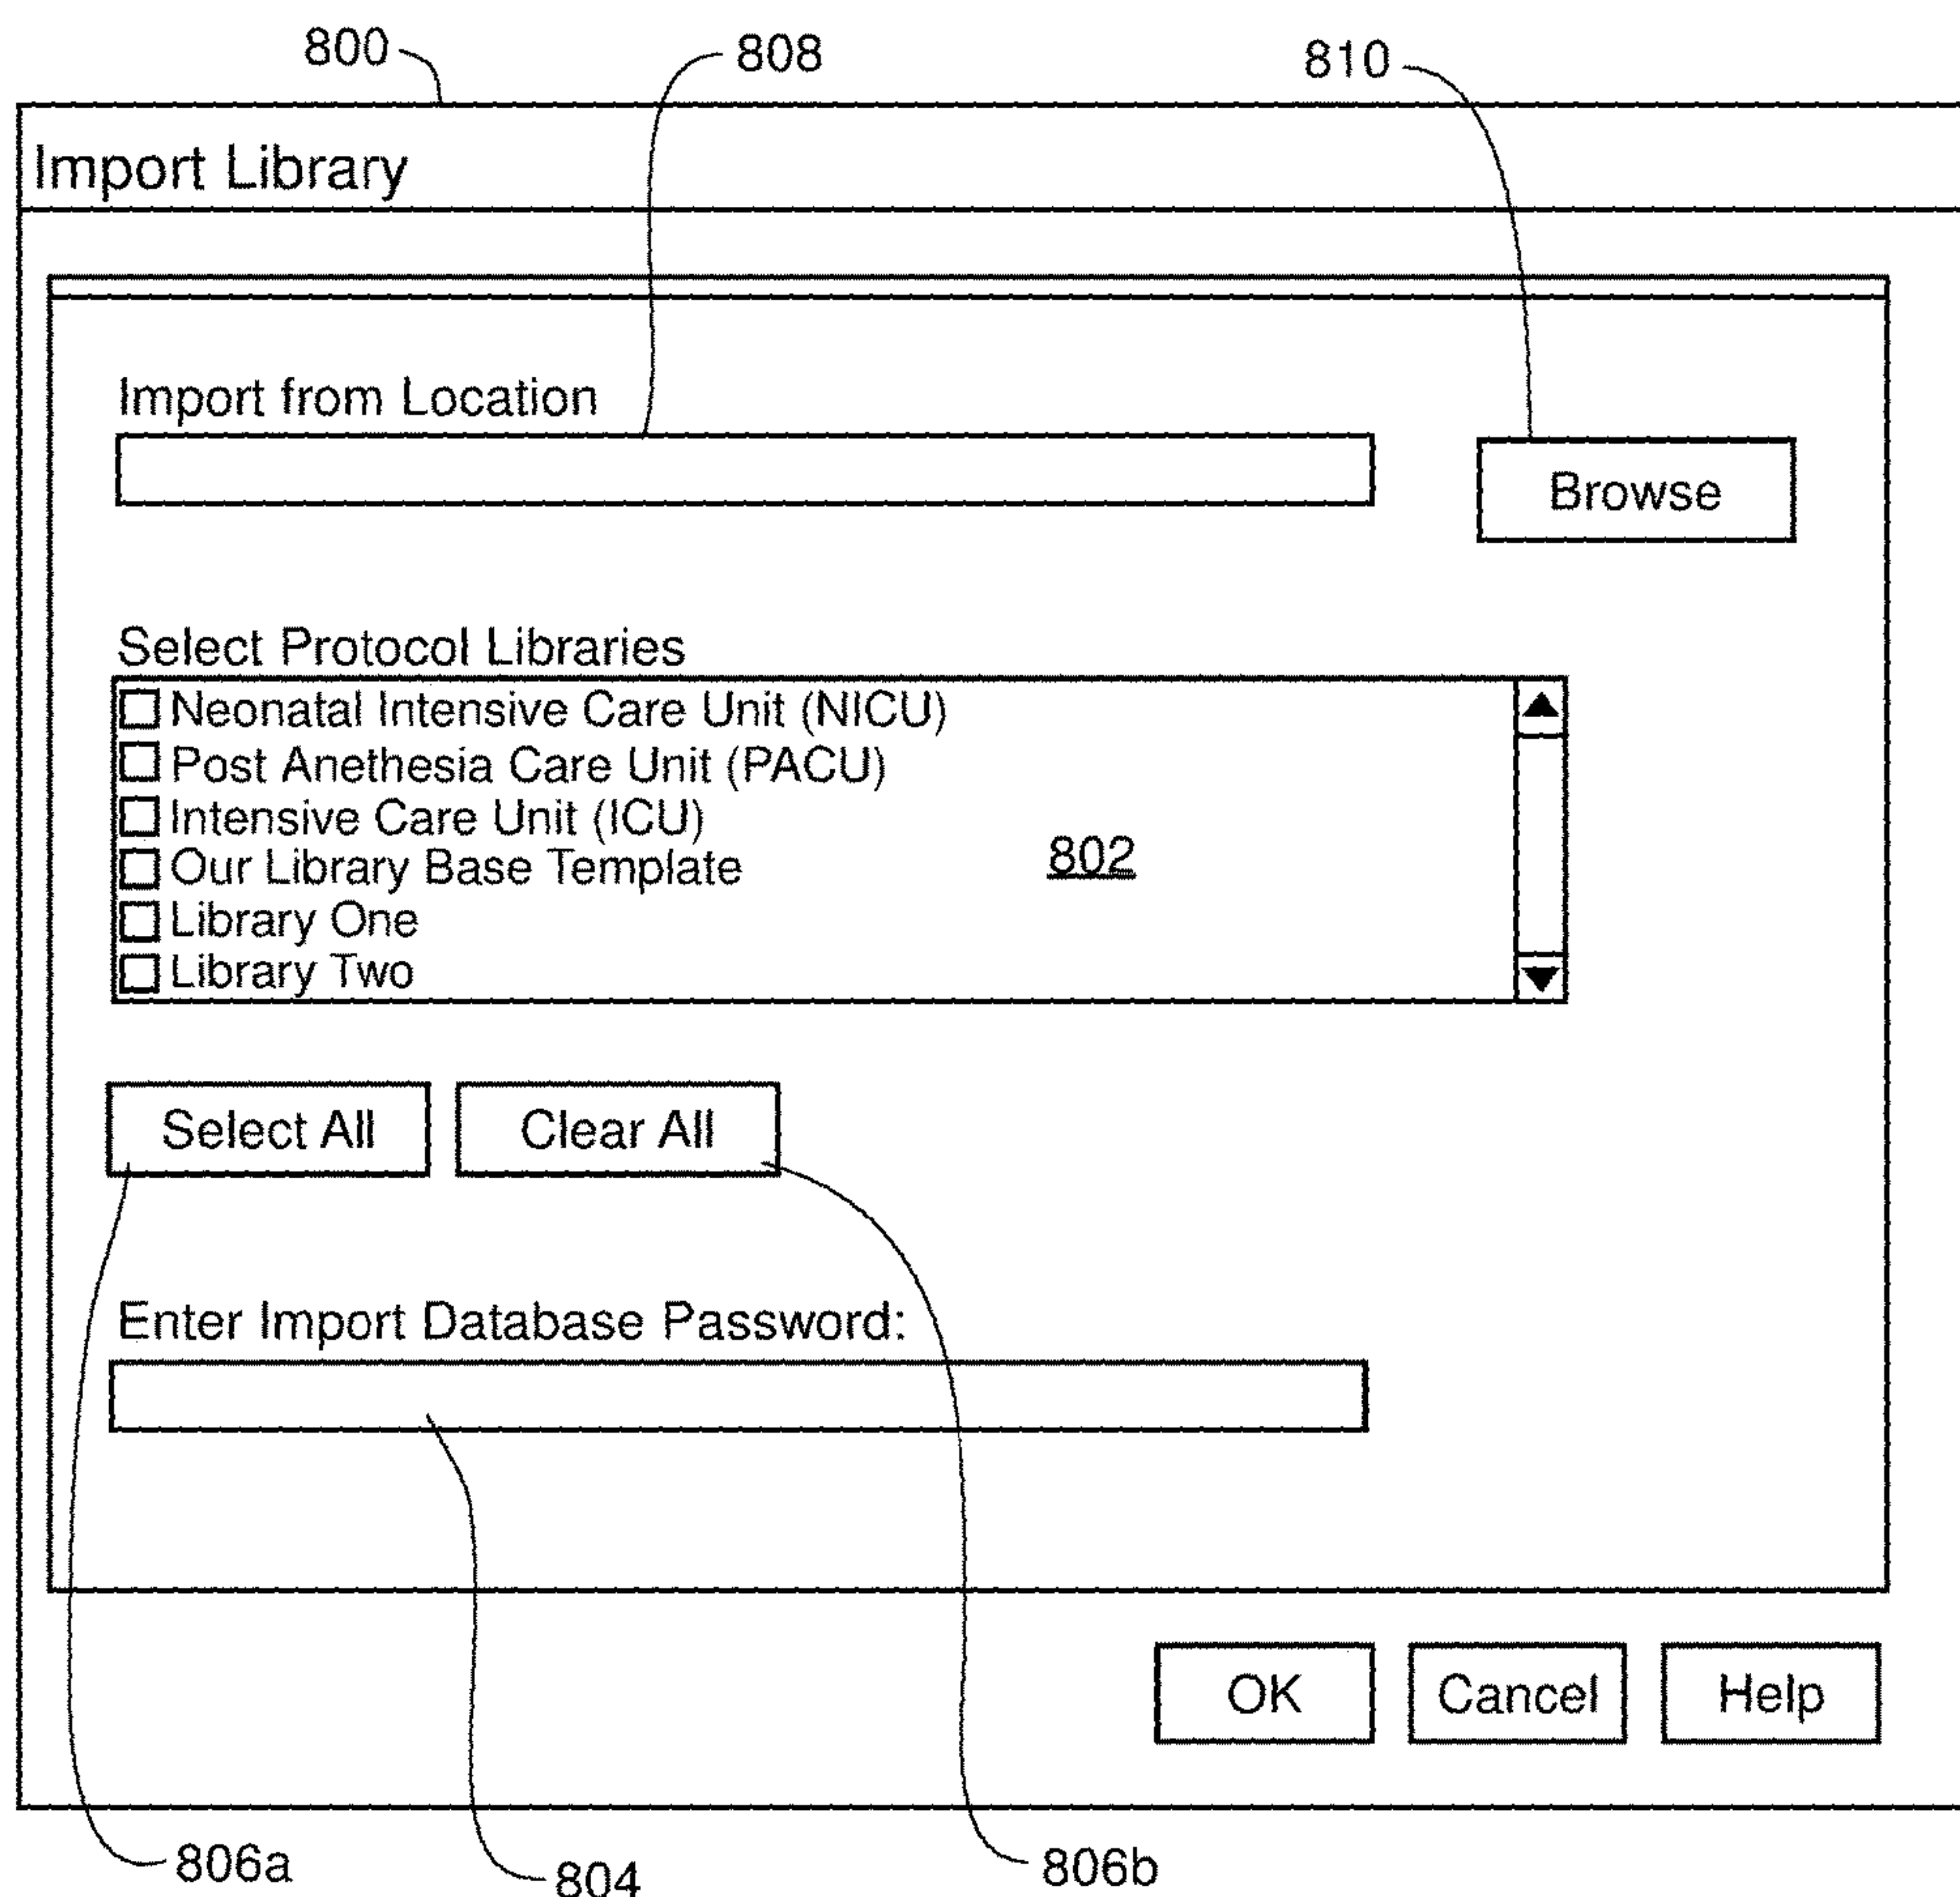 800 808 810
Import Library
Import from Location
Browse
Select Protocol Libraries
Neonatal Intensive Care Unit (NICU)
Post Anethesia Care Unit (PACU)
Intensive Care Unit (ICU)
Our Library Base Template
802
Library One
Library Two
Select All Clear All
Enter Import Database Password:
OK Cancel Help
806a 804 806b